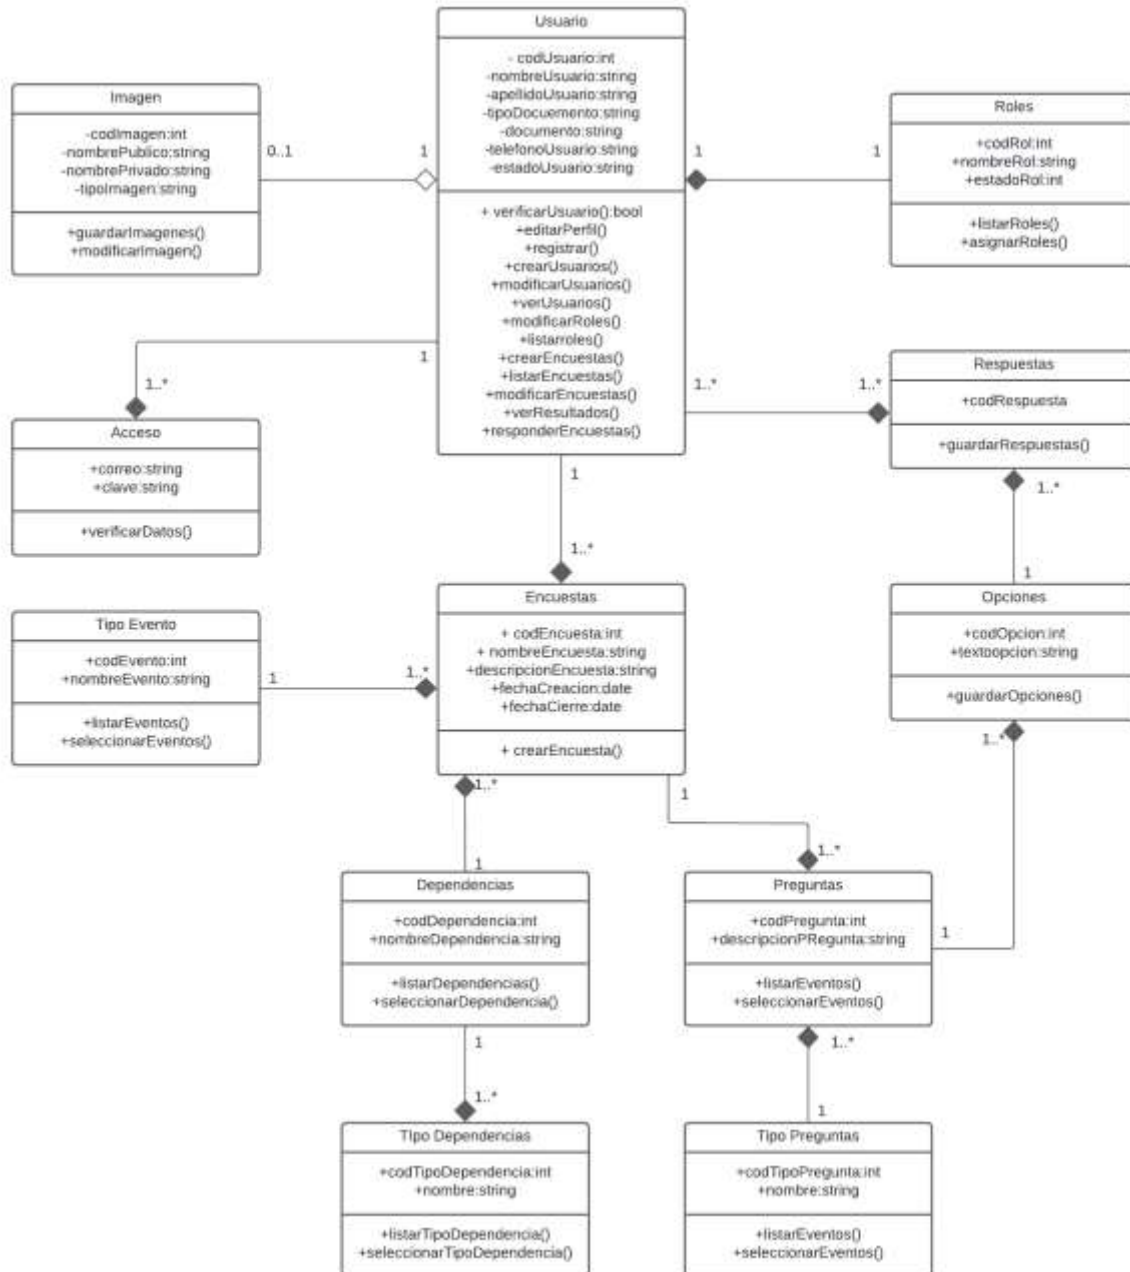 Usuario
- codUsuario:int
-nombreUsuario:string
-apellidoUsuario:string
-tipoDocuemento:string
-documento:string
-telefonoUsuario:string
-estadoUsuario:string
+ verificarUsuario():bool
+editarPerfil()
+registrar()
+crearUsuarios()
+modificarUsuarios()
+verUsuarios()
+modificarRoles()
+listarroles()
+crearEncuestas()
+listarEncuestas()
+modificarEncuestas()
+verResultados()
+responderEncuestas()
Imagen
-codImagen:int
-nombrePublico:string
-nombrePrivado:string
-tipoImagen:string
+guardarImagenes()
+modificarImagen()
0..1
1
1
1
Roles
+codRol:int
+nombreRol:string
+estadoRol:int
+listarRoles()
+asignarRoles()
1
1..*
Acceso
+correo:string
+clave:string
+verificarDatos()
1..*
1..*
Respuestas
+codRespuesta
+guardarRespuestas()
1..*
1
1
1..*
Encuestas
+ codEncuesta:int
+ nombreEncuesta:string
+descripcionEncuesta:string
+fechaCreacion:date
+fechaCierre:date
+ crearEncuesta()
Tipo Evento
+codEvento:int
+nombreEvento:string
+listarEventos()
+seleccionarEventos()
1
1..*
Opciones
+codOpcion:int
+textoopcion:string
+guardarOpciones()
1..*
1
1..*
1
1
1..*
Dependencias
+codDependencia:int
+nombreDependencia:string
+listarDependencias()
+seleccionarDependencia()
Preguntas
+codPregunta:int
+descripcionPRegunta:string
+listarEventos()
+seleccionarEventos()
1
1..*
1..*
1
TIpo Dependencias
+codTipoDependencia:int
+nombre:string
+listarTipoDependencia()
+seleccionarTipoDependencia()
Tipo Preguntas
+codTipoPregunta:int
+nombre:string
+listarEventos()
+seleccionarEventos()